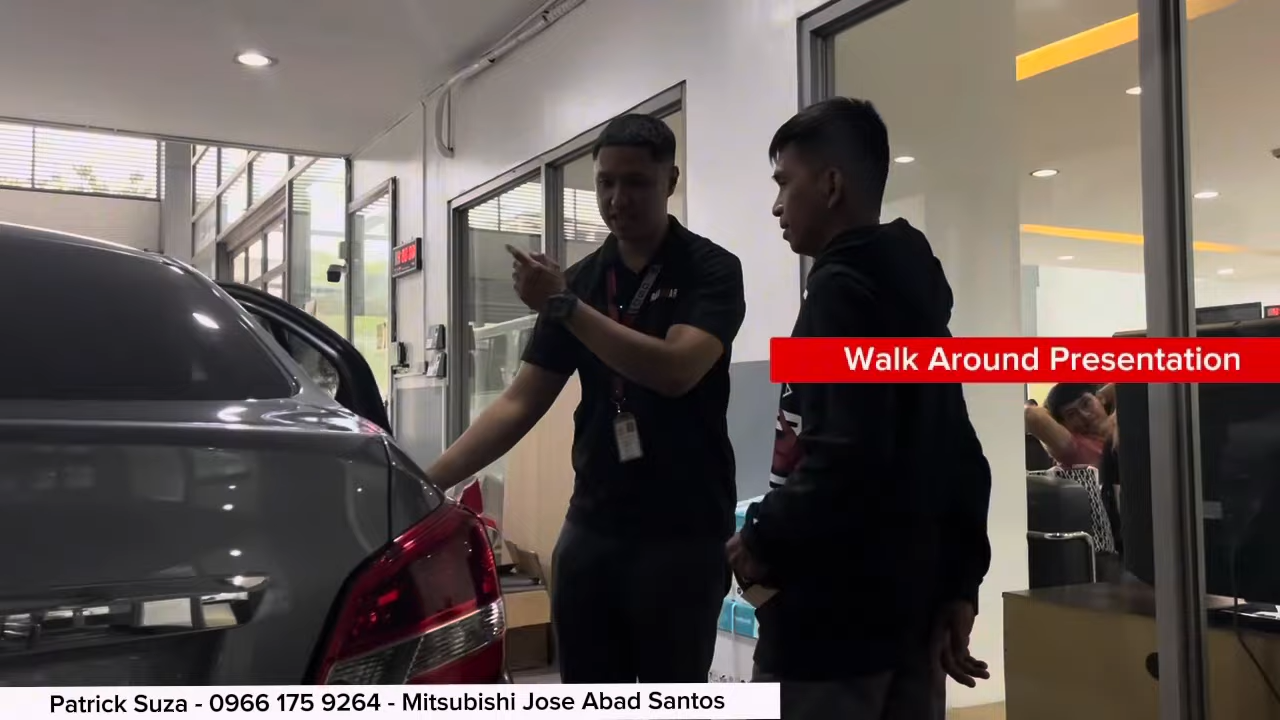 Walk Around Presentation
Patrick Suza - 0966 175 9264 - Mitsubishi Jose Abad Santos